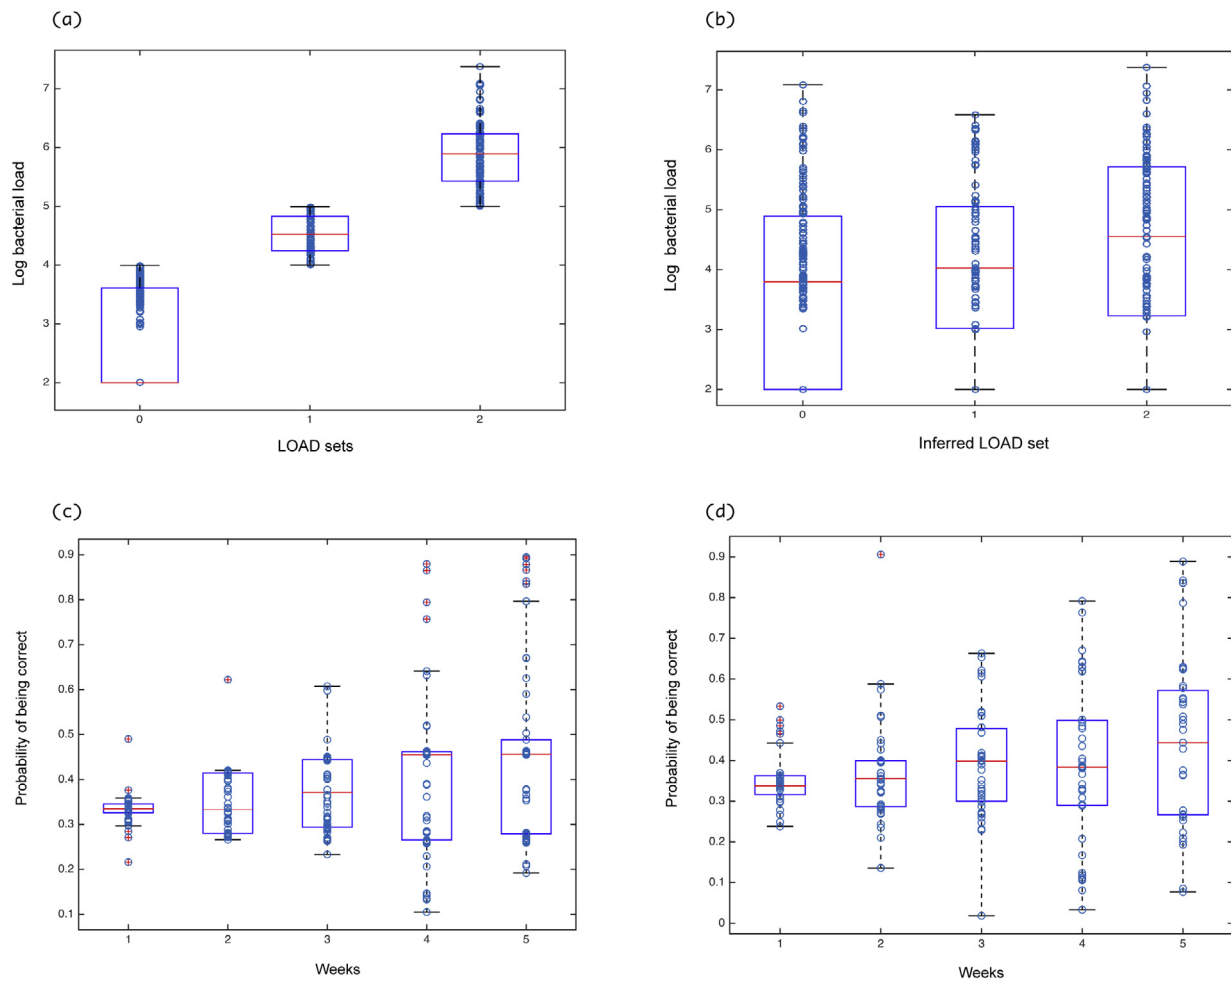 (a)
7
6
5
4
3
2
0 1 2
Log bacterial load
LOAD sets
(b)
7
6
5
4
3
2
0 1 2
Log bacterial load
Inferred LOAD set
(c)
0.9
0.8
0.7
0.6
0.5
0.4
0.3
0.2
0.1
1 2 3 4 5
Probability of being correct
Weeks
(d)
0.9
0.8
0.7
0.6
0.5
0.4
0.3
0.2
0.1
0
1 2 3 4 5
Probability of being correct
Weeks